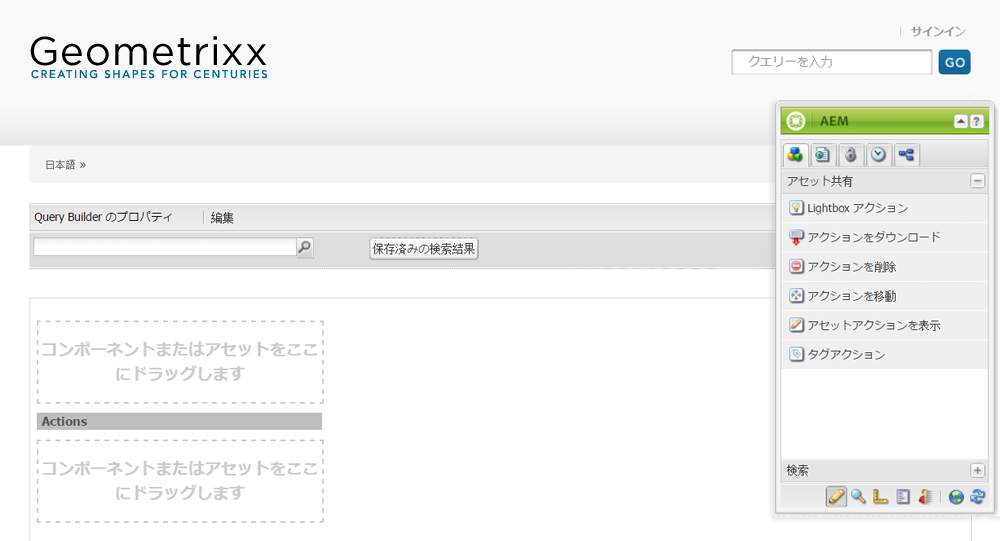 Geometrixx
CREATING SHAPES FOR CENTURIES
サインイン
クエリーを入力
GO
日本語 »
Query Builder のプロパティ
編集
保存済みの検索結果
コンポーネントまたはアセットをここ
にドラッグします
Actions
コンポーネントまたはアセットをここ
にドラッグします
AEM
?
アセット共有
Lightbox アクション
アクションをダウンロード
アクションを削除
アクションを移動
アセットアクションを表示
タグアクション
検索